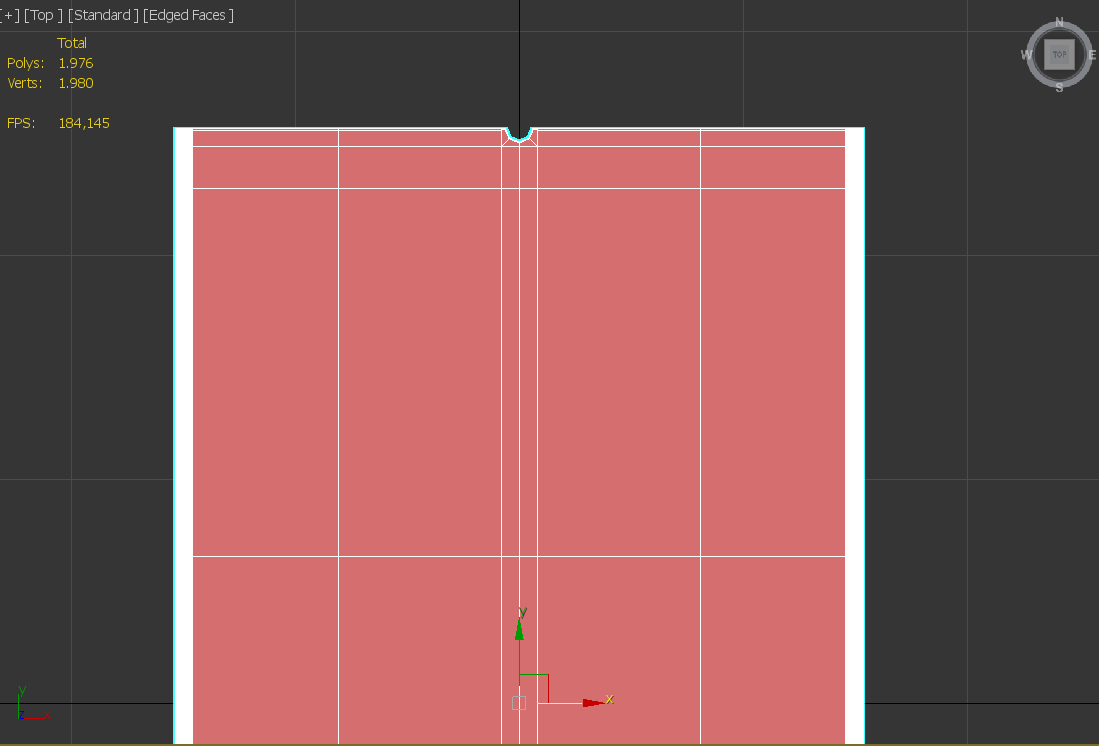 [+] [Top ] [Standard ] [Edged Faces ]
Total
Polys: 1.976
Verts: 1.980
FPS: 184,145
N
W TOP E
S
y
x
y
z x